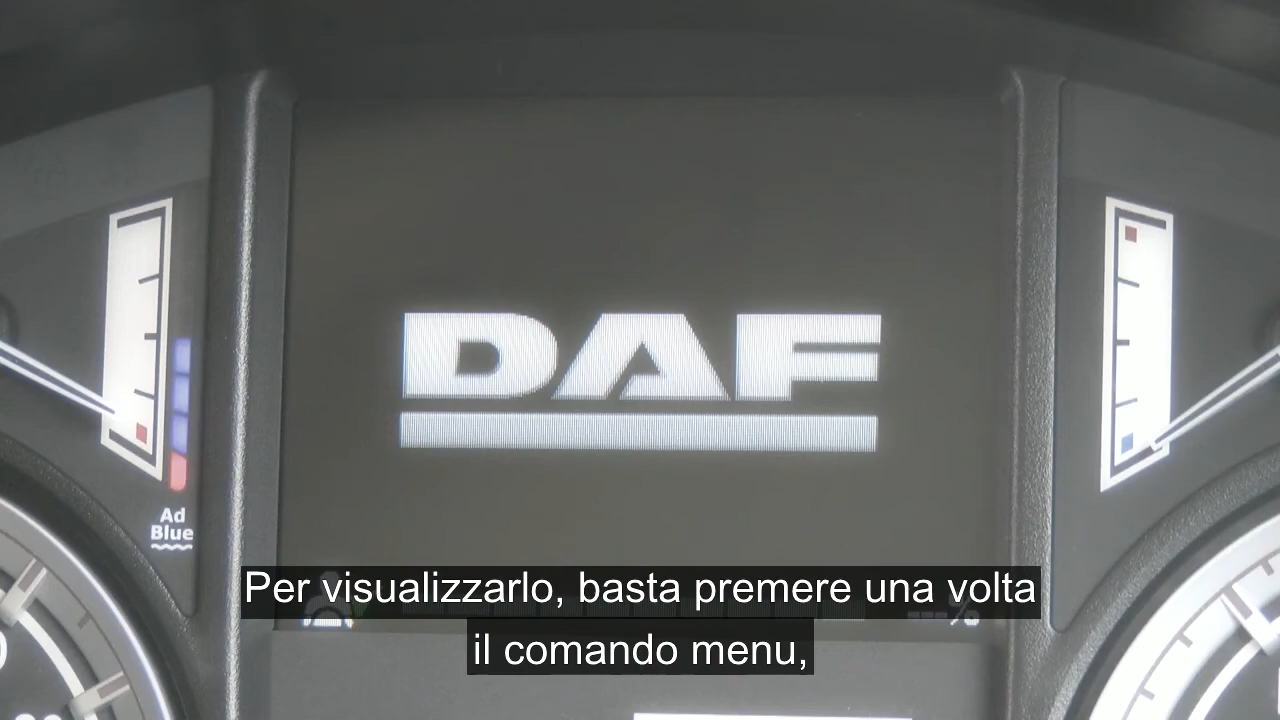 DAF
Ad
Blue
Per visualizzarlo, basta premere una volta
il comando menu,